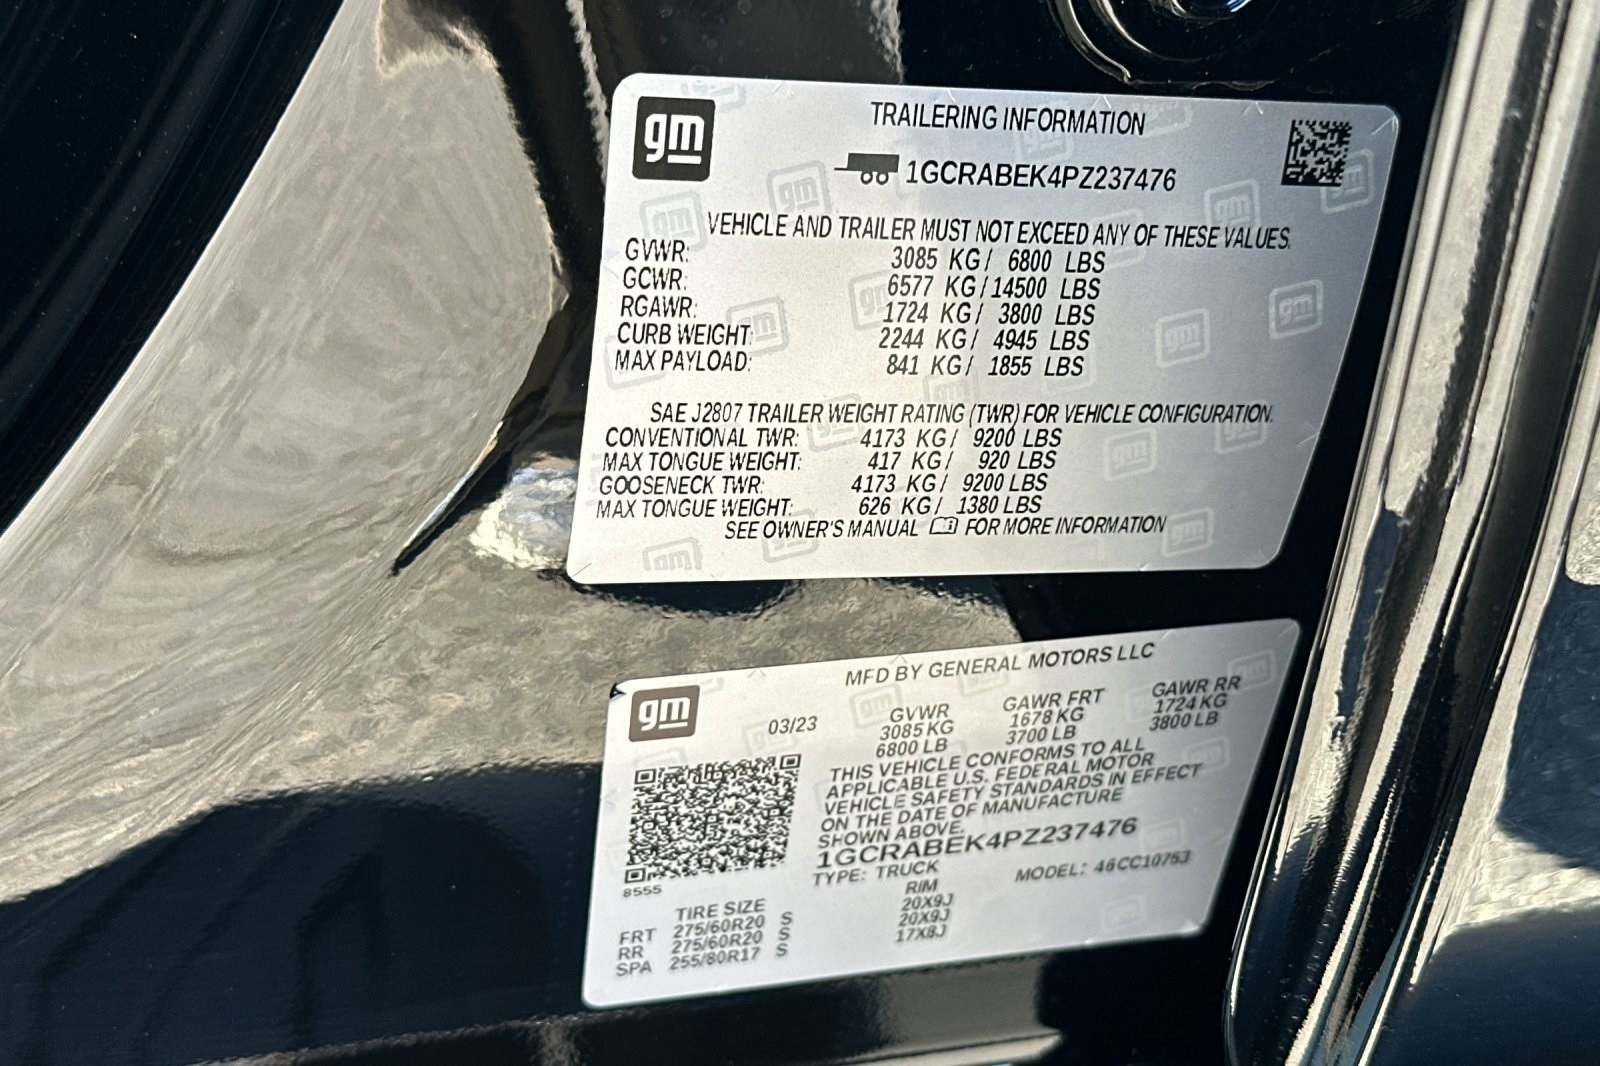 gm
TRAILERING INFORMATION
1GCRABEK4PZ237476
VEHICLE AND TRAILER MUST NOT EXCEED ANY OF THESE VALUES.
GVWR: 3085 KG/ 6800 LBS
GCWR: 6577 KG/14500 LBS
RGAWR: 1724 KG/ 3800 LBS
CURB WEIGHT: 2244 KG/ 4945 LBS
MAX PAYLOAD: 841 KG/ 1855 LBS
SAE J2807 TRAILER WEIGHT RATING (TWR) FOR VEHICLE CONFIGURATION.
CONVENTIONAL TWR: 4173 KG/ 9200 LBS
MAX TONGUE WEIGHT: 417 KG/ 920 LBS
GOOSENECK TWR: 4173 KG/ 9200 LBS
MAX TONGUE WEIGHT: 626 KG/ 1380 LBS
SEE OWNER'S MANUAL FOR MORE INFORMATION
gm
MFD BY GENERAL MOTORS LLC
03/23 GVWR GAWR FRT GAWR RR
3085 KG 1678 KG 1724 KG
6800 LB 3700 LB 3800 LB
THIS VEHICLE CONFORMS TO ALL
APPLICABLE U.S. FEDERAL MOTOR
VEHICLE SAFETY STANDARDS IN EFFECT
ON THE DATE OF MANUFACTURE
SHOWN ABOVE.
1GCRABEK4PZ237476
TYPE: TRUCK MODEL: 46CC10753
8555
TIRE SIZE RIM
FRT 275/60R20 S 20X9J
RR 275/60R20 S 20X9J
SPA 255/80R17 S 17X8J